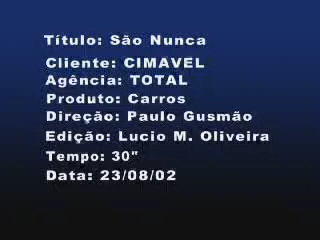 Título: São Nunca
Cliente: CIMAVEL
Agência: TOTAL
Produto: Carros
Direção: Paulo Gusmão
Edição: Lucio M. Oliveira
Tempo: 30"
Data: 23/08/02